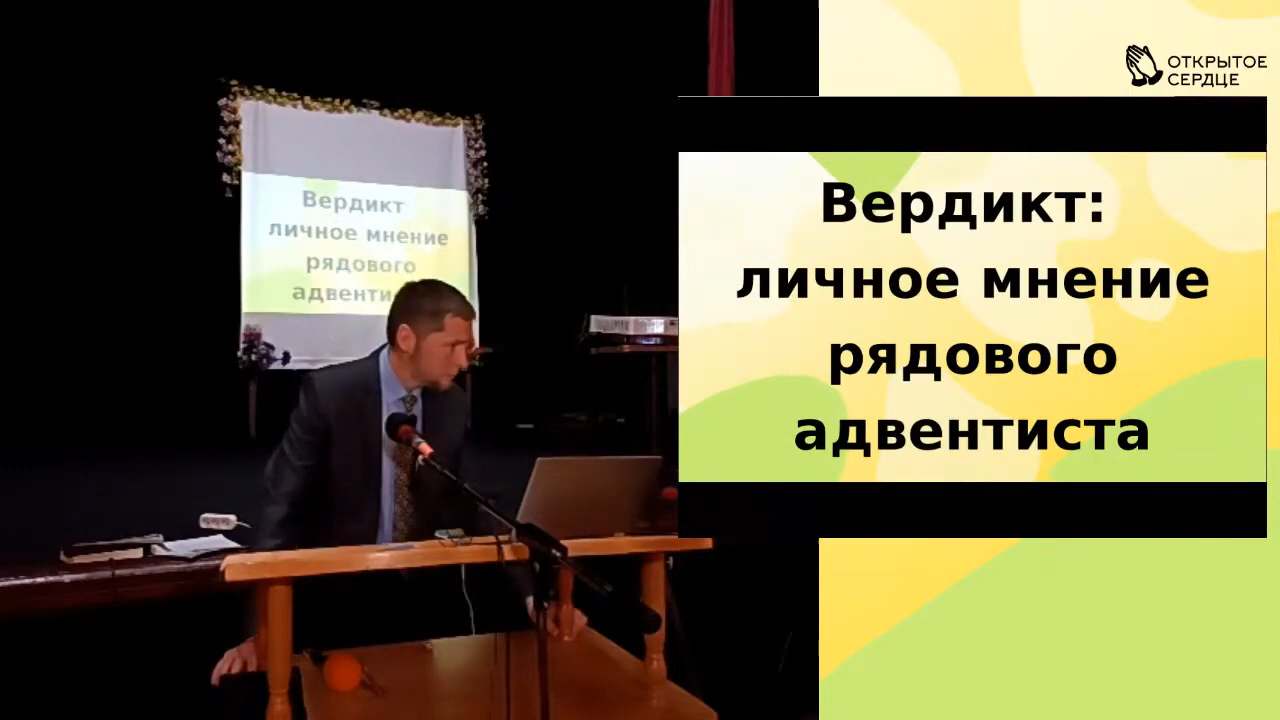 ОТКРЫТОЕ
СЕРДЦЕ
Вердикт:
личное мнение
рядового
адвентиста
Вердикт
личное мнение
рядового